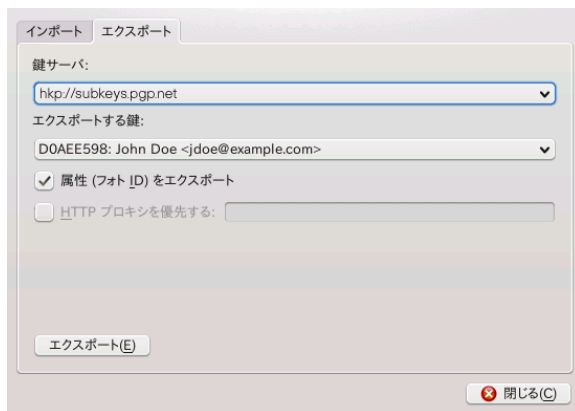 インポート エクスポート
鍵サーバ:
hkp://subkeys.pgp.net
エクスポートする鍵:
D0AEE598: John Doe <jdoe@example.com>
属性 (フォト ID) をエクスポート
HTTP プロキシを優先する:
エクスポート(E)
閉じる(C)